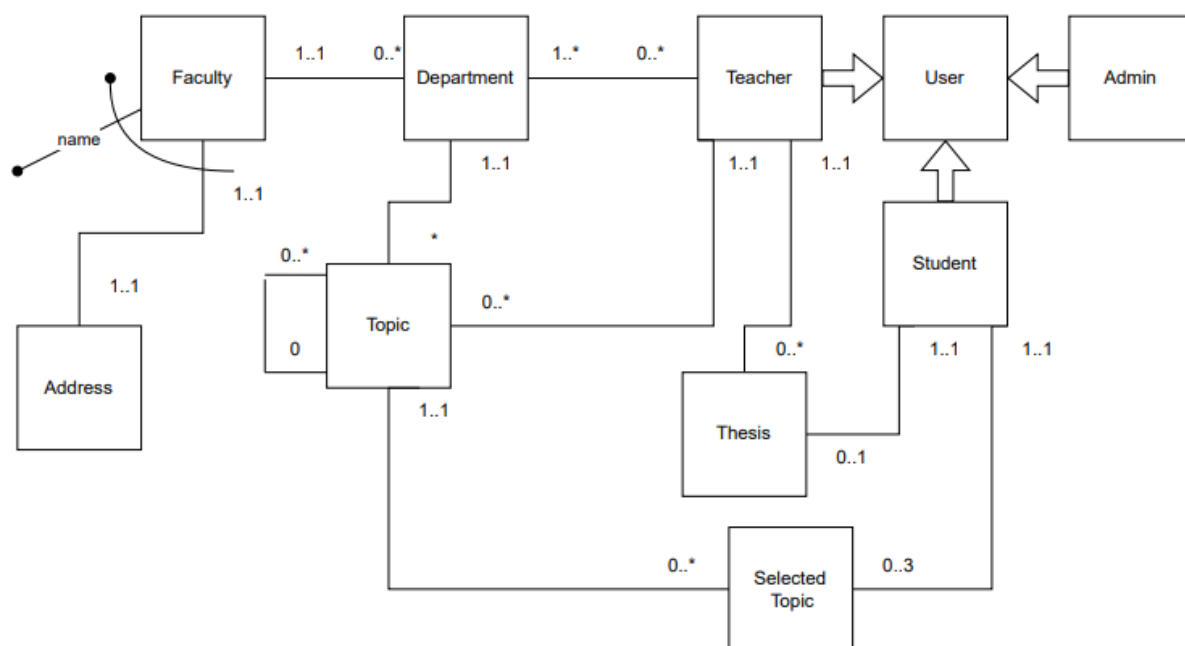 Faculty
1..1
0..*
Department
1..*
0..*
Teacher
User
Admin
name
1..1
1..1
1..1
1..1
1..1
0..*
*
Topic
0..*
0
Student
Address
1..1
0..*
1..1
1..1
Thesis
0..1
0..*
Selected
Topic
0..3